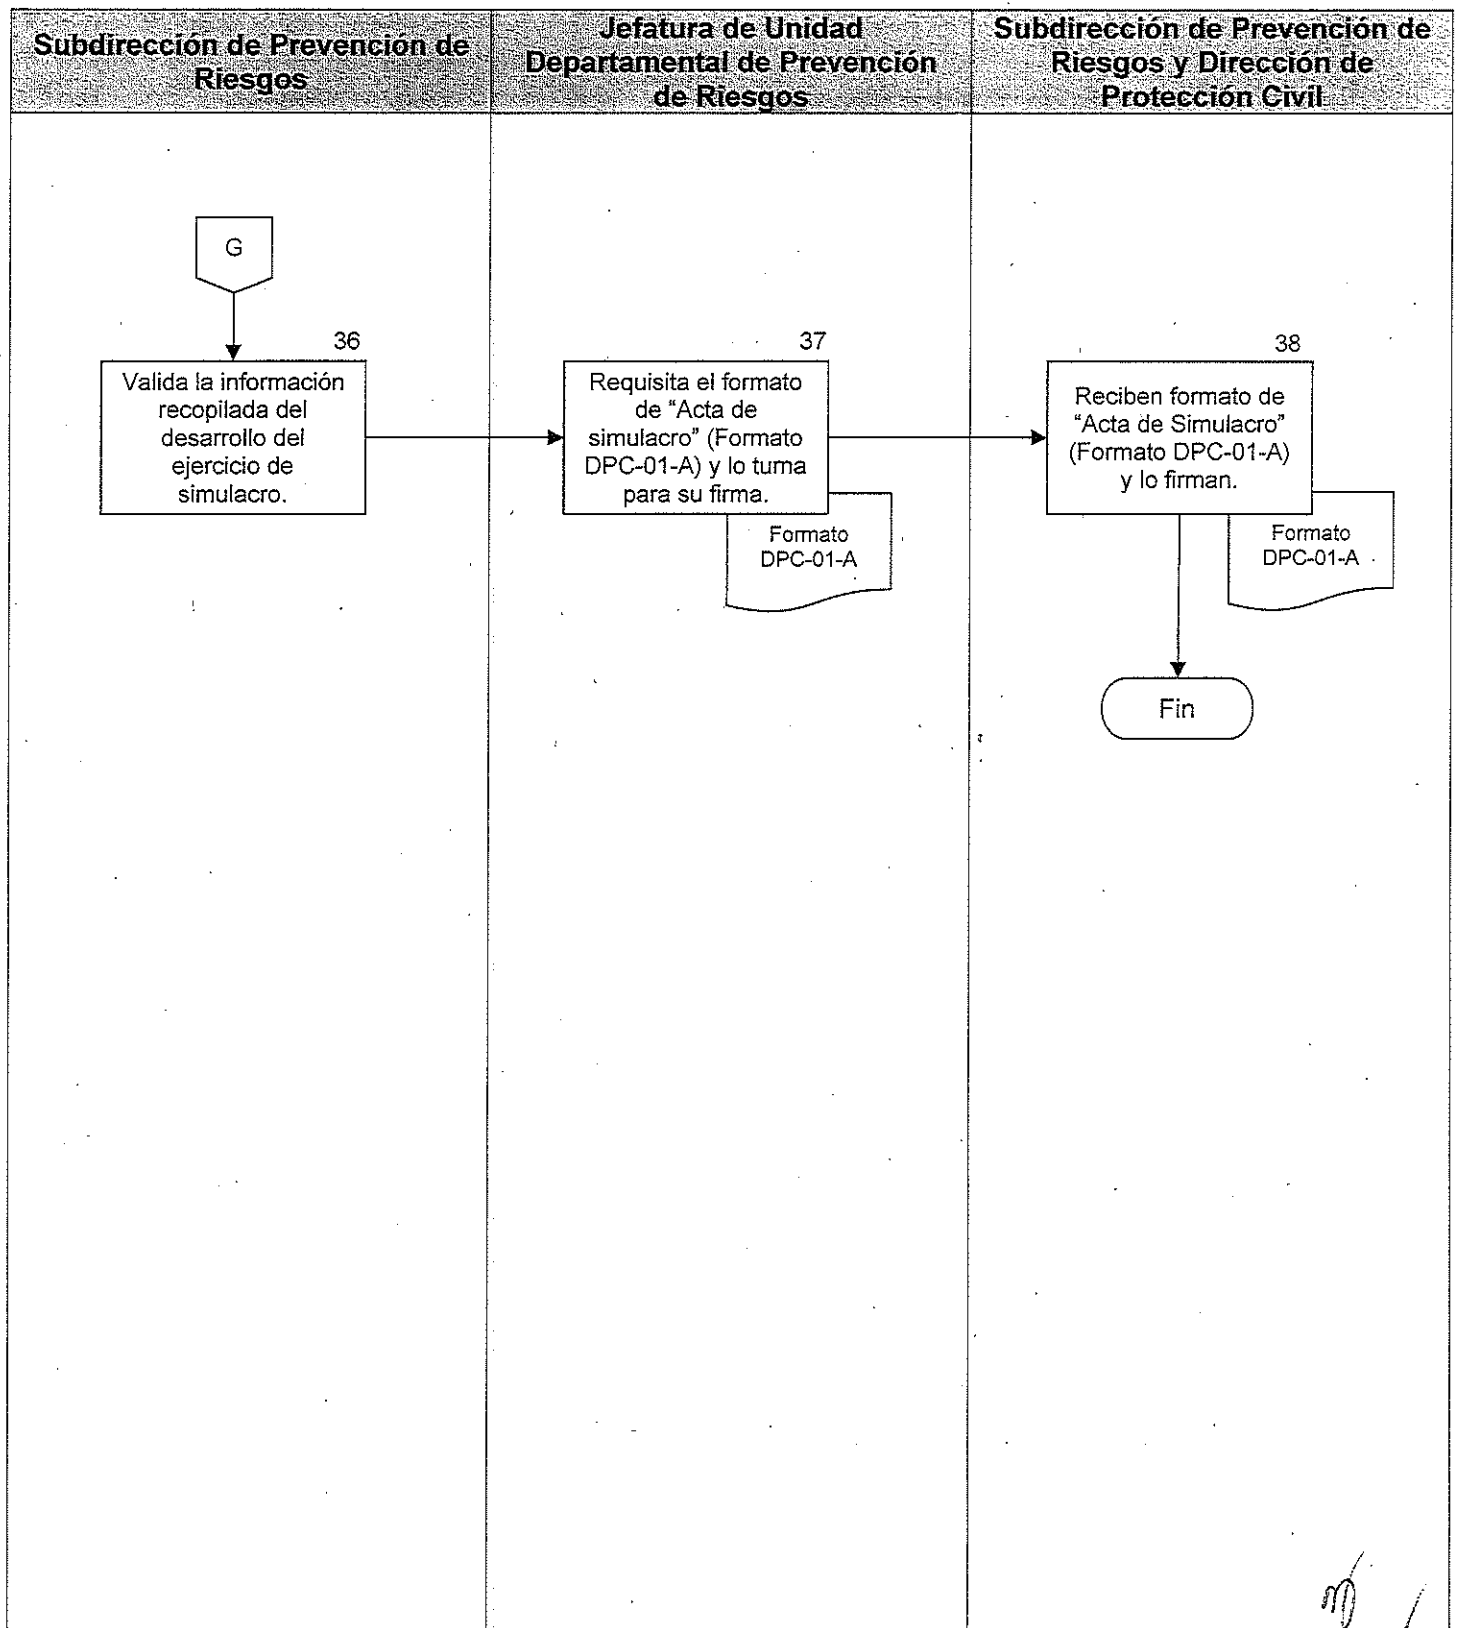 Subdirección de Prevención de
Riesgos
Jefatura de Unidad
Departamental de Prevención
de Riesgos
Subdirección de Prevención de
Riesgos y Dirección de
Protección Civil
G
36
Valida la información
recopilada del
desarrollo del
ejercicio de
simulacro.
37
Requisita el formato
de “Acta de
simulacro” (Formato
DPC-01-A) y lo turna
para su firma.
Formato
DPC-01-A
38
Reciben formato de
“Acta de Simulacro”
(Formato DPC-01-A)
y lo firman.
Formato
DPC-01-A
Fin